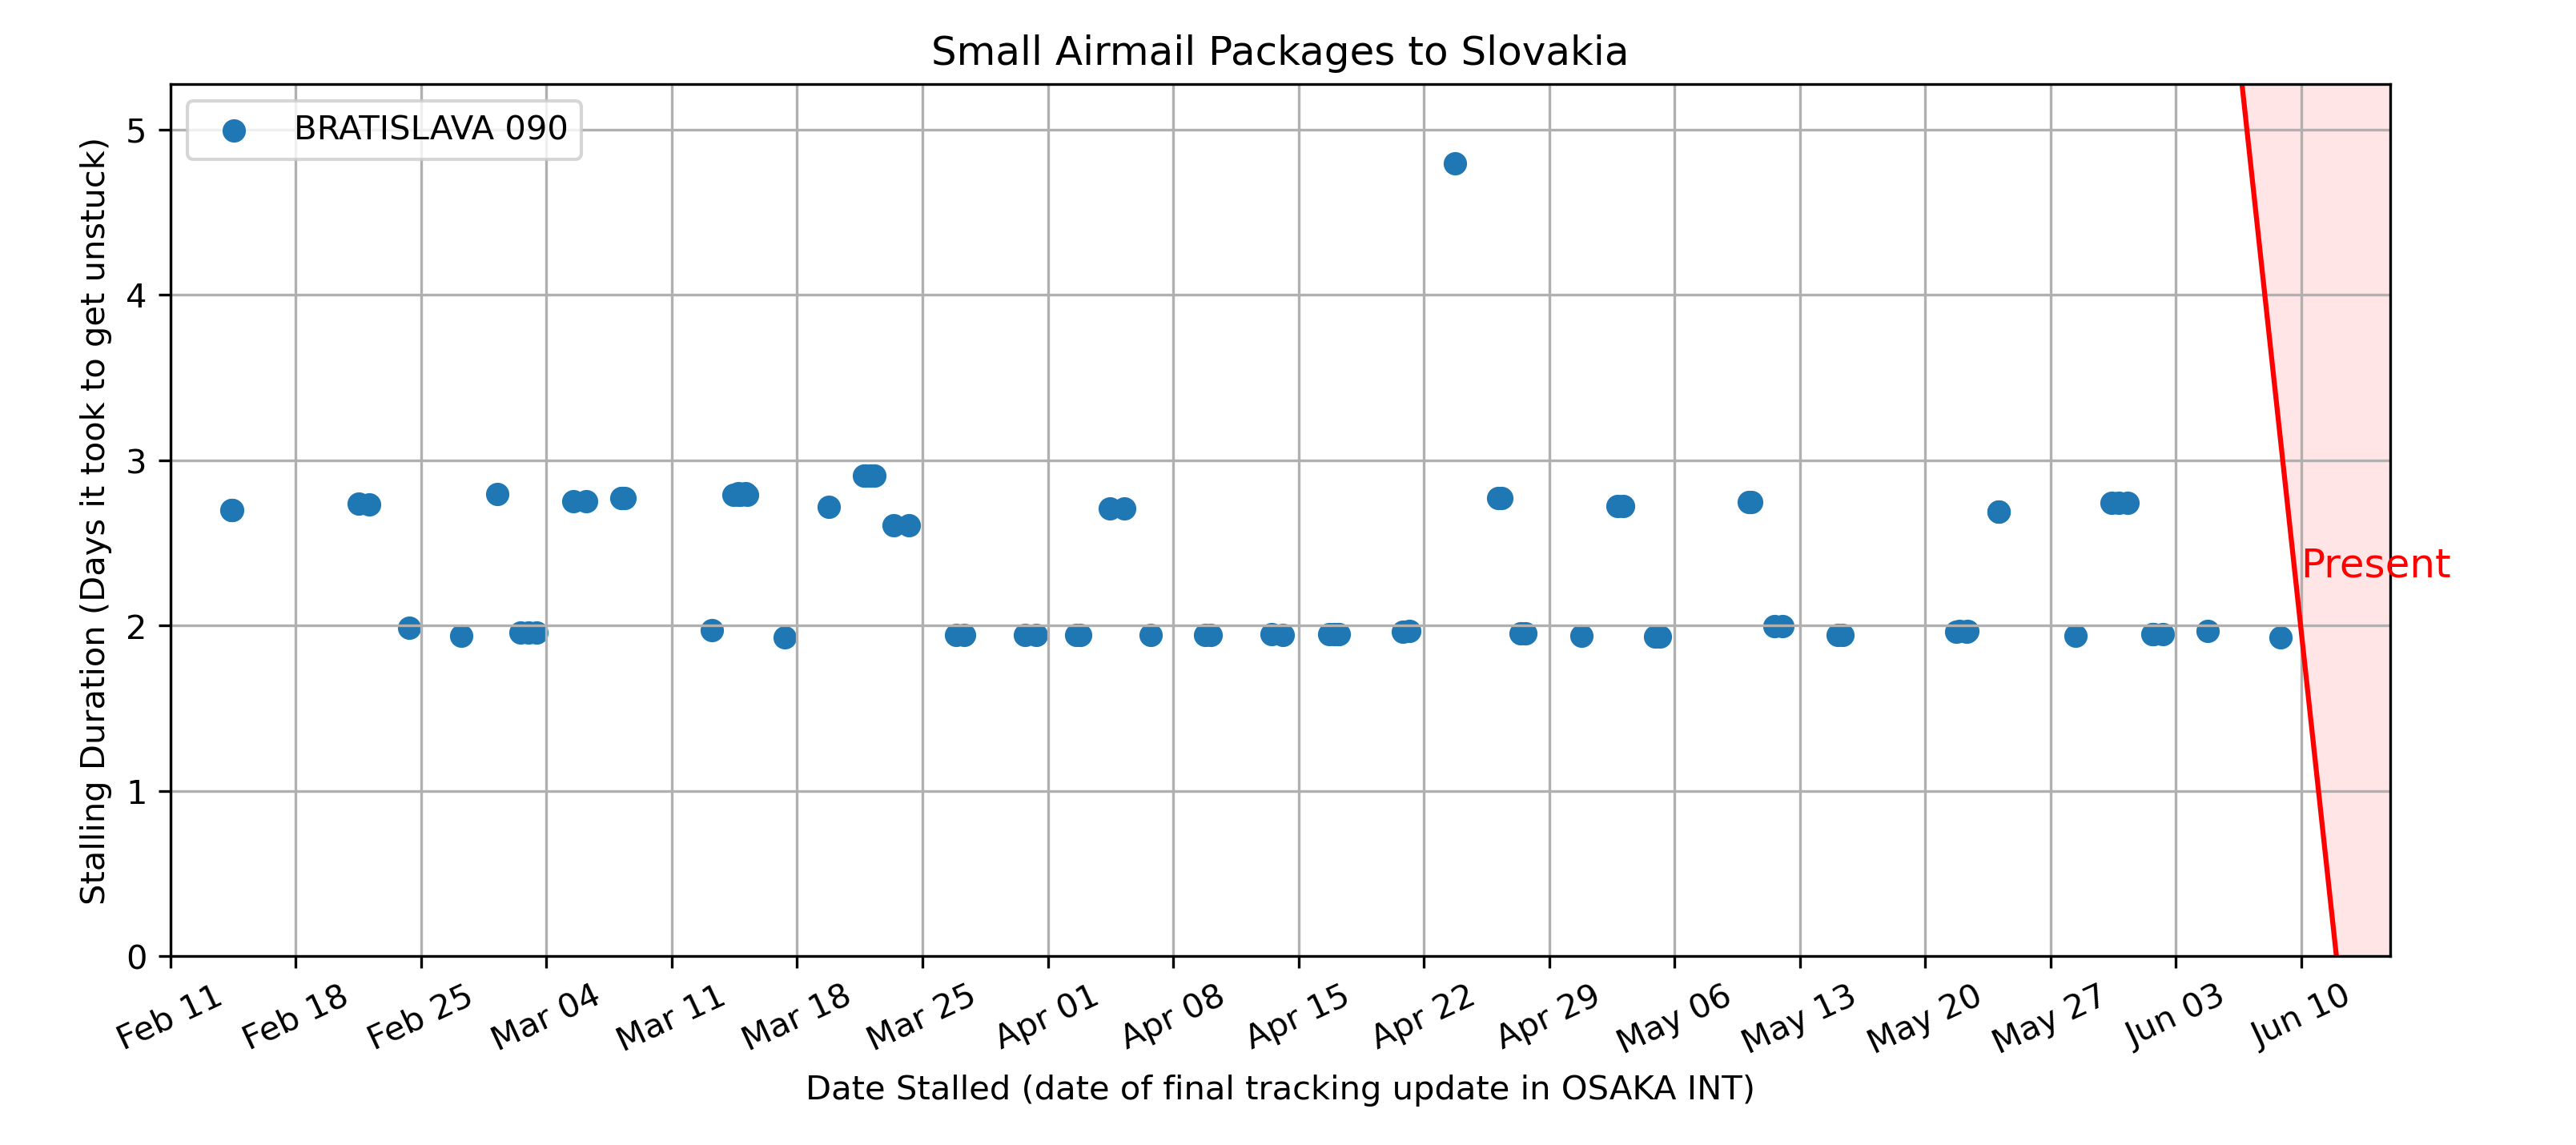 Small Airmail Packages to Slovakia
BRATISLAVA 090
Stalling Duration (Days it took to get unstuck)
5
4
3
2
1
0
Present
Feb 11
Feb 18
Feb 25
Mar 04
Mar 11
Mar 18
Mar 25
Apr 01
Apr 08
Apr 15
Apr 22
Apr 29
May 06
May 13
May 20
May 27
Jun 03
Jun 10
Date Stalled (date of final tracking update in OSAKA INT)